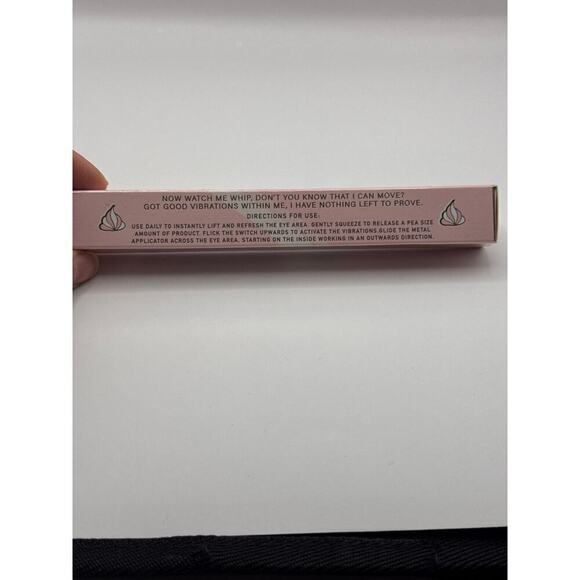 NOW WATCH ME WHIP, DON'T YOU KNOW THAT I CAN MOVE?
GOT GOOD VIBRATIONS WITHIN ME, I HAVE NOTHING LEFT TO PROVE.
DIRECTIONS FOR USE:
USE DAILY TO INSTANTLY LIFT AND REFRESH THE EYE AREA. GENTLY SQUEEZE TO RELEASE A PEA SIZE
AMOUNT OF PRODUCT. FLICK THE SWITCH UPWARDS TO ACTIVATE THE VIBRATIONS.GLIDE THE METAL
APPLICATOR ACROSS THE EYE AREA. STARTING ON THE INSIDE WORKING IN AN OUTWARDS DIRECTION.